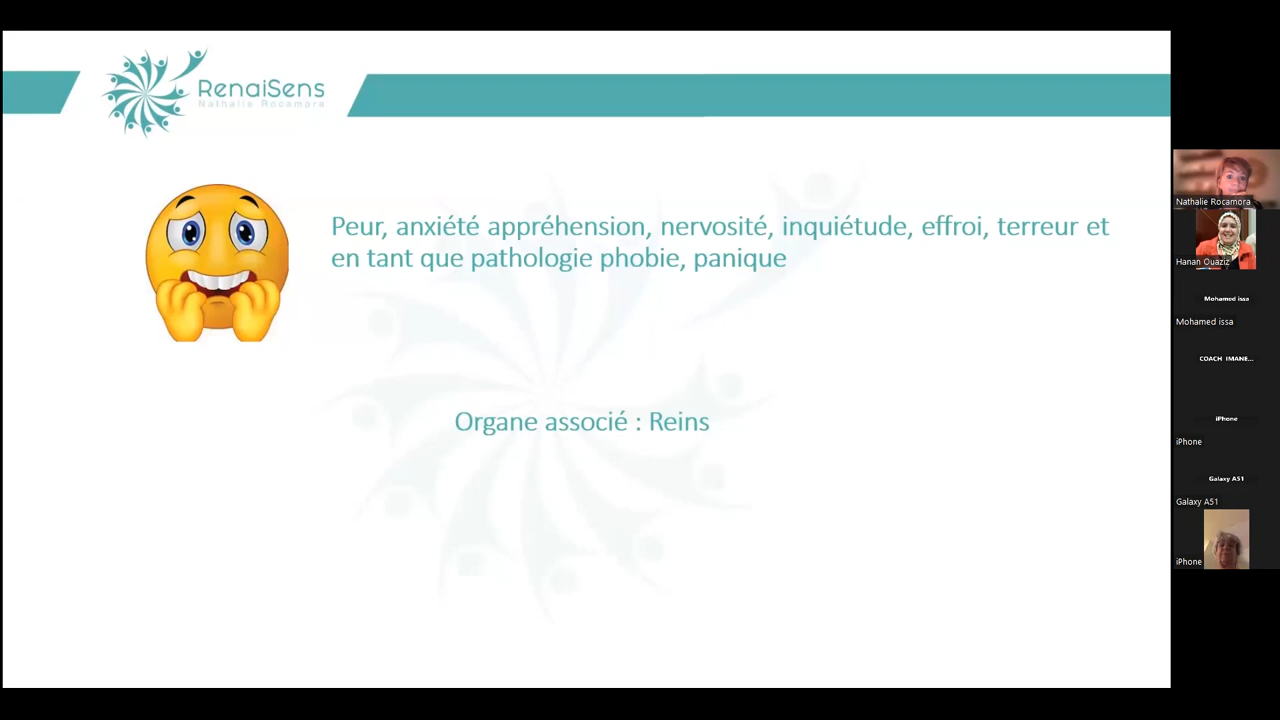 RenaiSens
Nathalie Rocamora
Peur, anxiété appréhension, nervosité, inquiétude, effroi, terreur et
en tant que pathologie phobie, panique
Organe associé : Reins
Nathalie Rocamora
Hanan Ouaziz
Mohamed issa
Mohamed issa
COACH IMANE...
iPhone
iPhone
Galaxy A51
Galaxy A51
iPhone